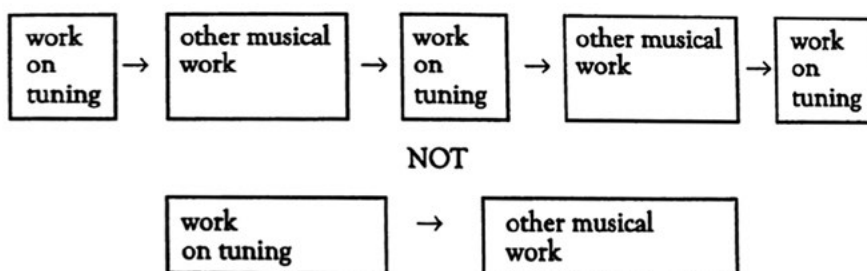 work
on
tuning
→
other musical
work
→
work
on
tuning
→
other musical
work
→
work
on
tuning
NOT
work
on tuning
→
other musical
work